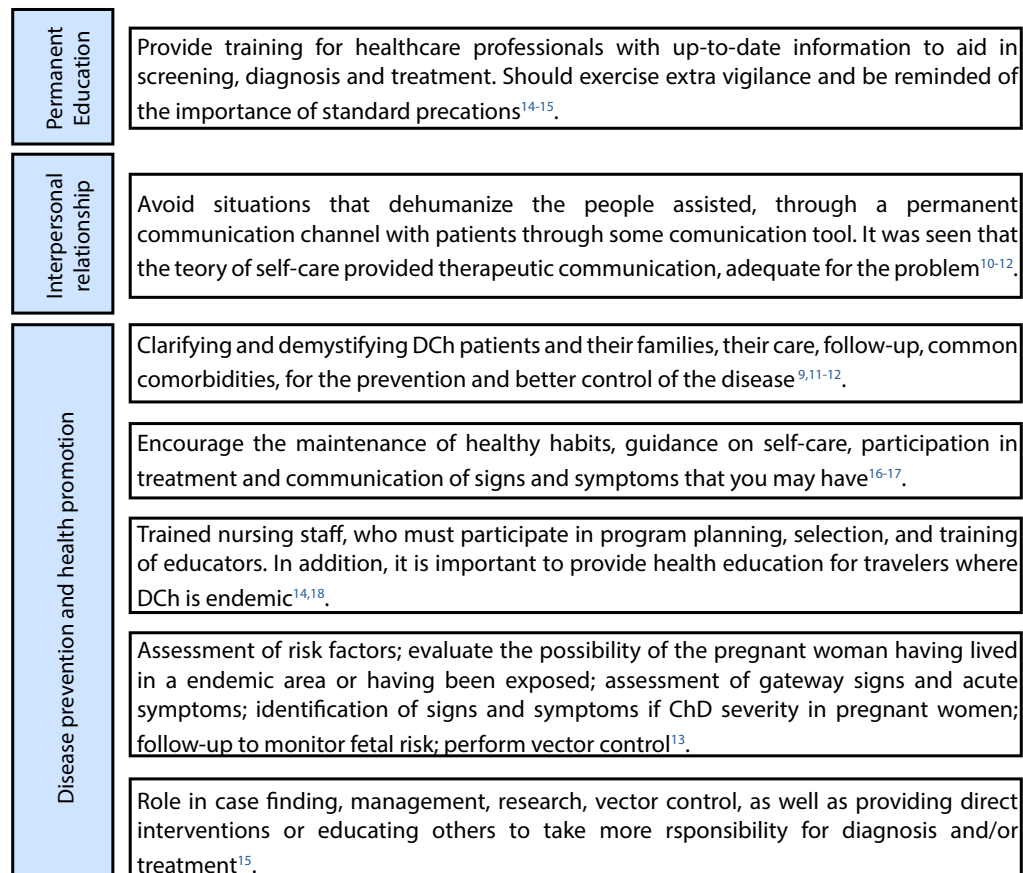 Permanent
Education
Provide training for healthcare professionals with up-to-date information to aid in
screening, diagnosis and treatment. Should exercise extra vigilance and be reminded of
the importance of standard precations14-15.
Interpersonal
relationship
Avoid situations that dehumanize the people assisted, through a permanent
communication channel with patients through some comunication tool. It was seen that
the teory of self-care provided therapeutic communication, adequate for the problem10-12.
Disease prevention and health promotion
Clarifying and demystifying DCh patients and their families, their care, follow-up, common
comorbidities, for the prevention and better control of the disease 9,11-12.
Encourage the maintenance of healthy habits, guidance on self-care, participation in
treatment and communication of signs and symptoms that you may have16-17.
Trained nursing staff, who must participate in program planning, selection, and training
of educators. In addition, it is important to provide health education for travelers where
DCh is endemic14,18.
Assessment of risk factors; evaluate the possibility of the pregnant woman having lived
in a endemic area or having been exposed; assessment of gateway signs and acute
symptoms; identification of signs and symptoms if ChD severity in pregnant women;
follow-up to monitor fetal risk; perform vector control13.
Role in case finding, management, research, vector control, as well as providing direct
interventions or educating others to take more rsponsibility for diagnosis and/or
treatment15.